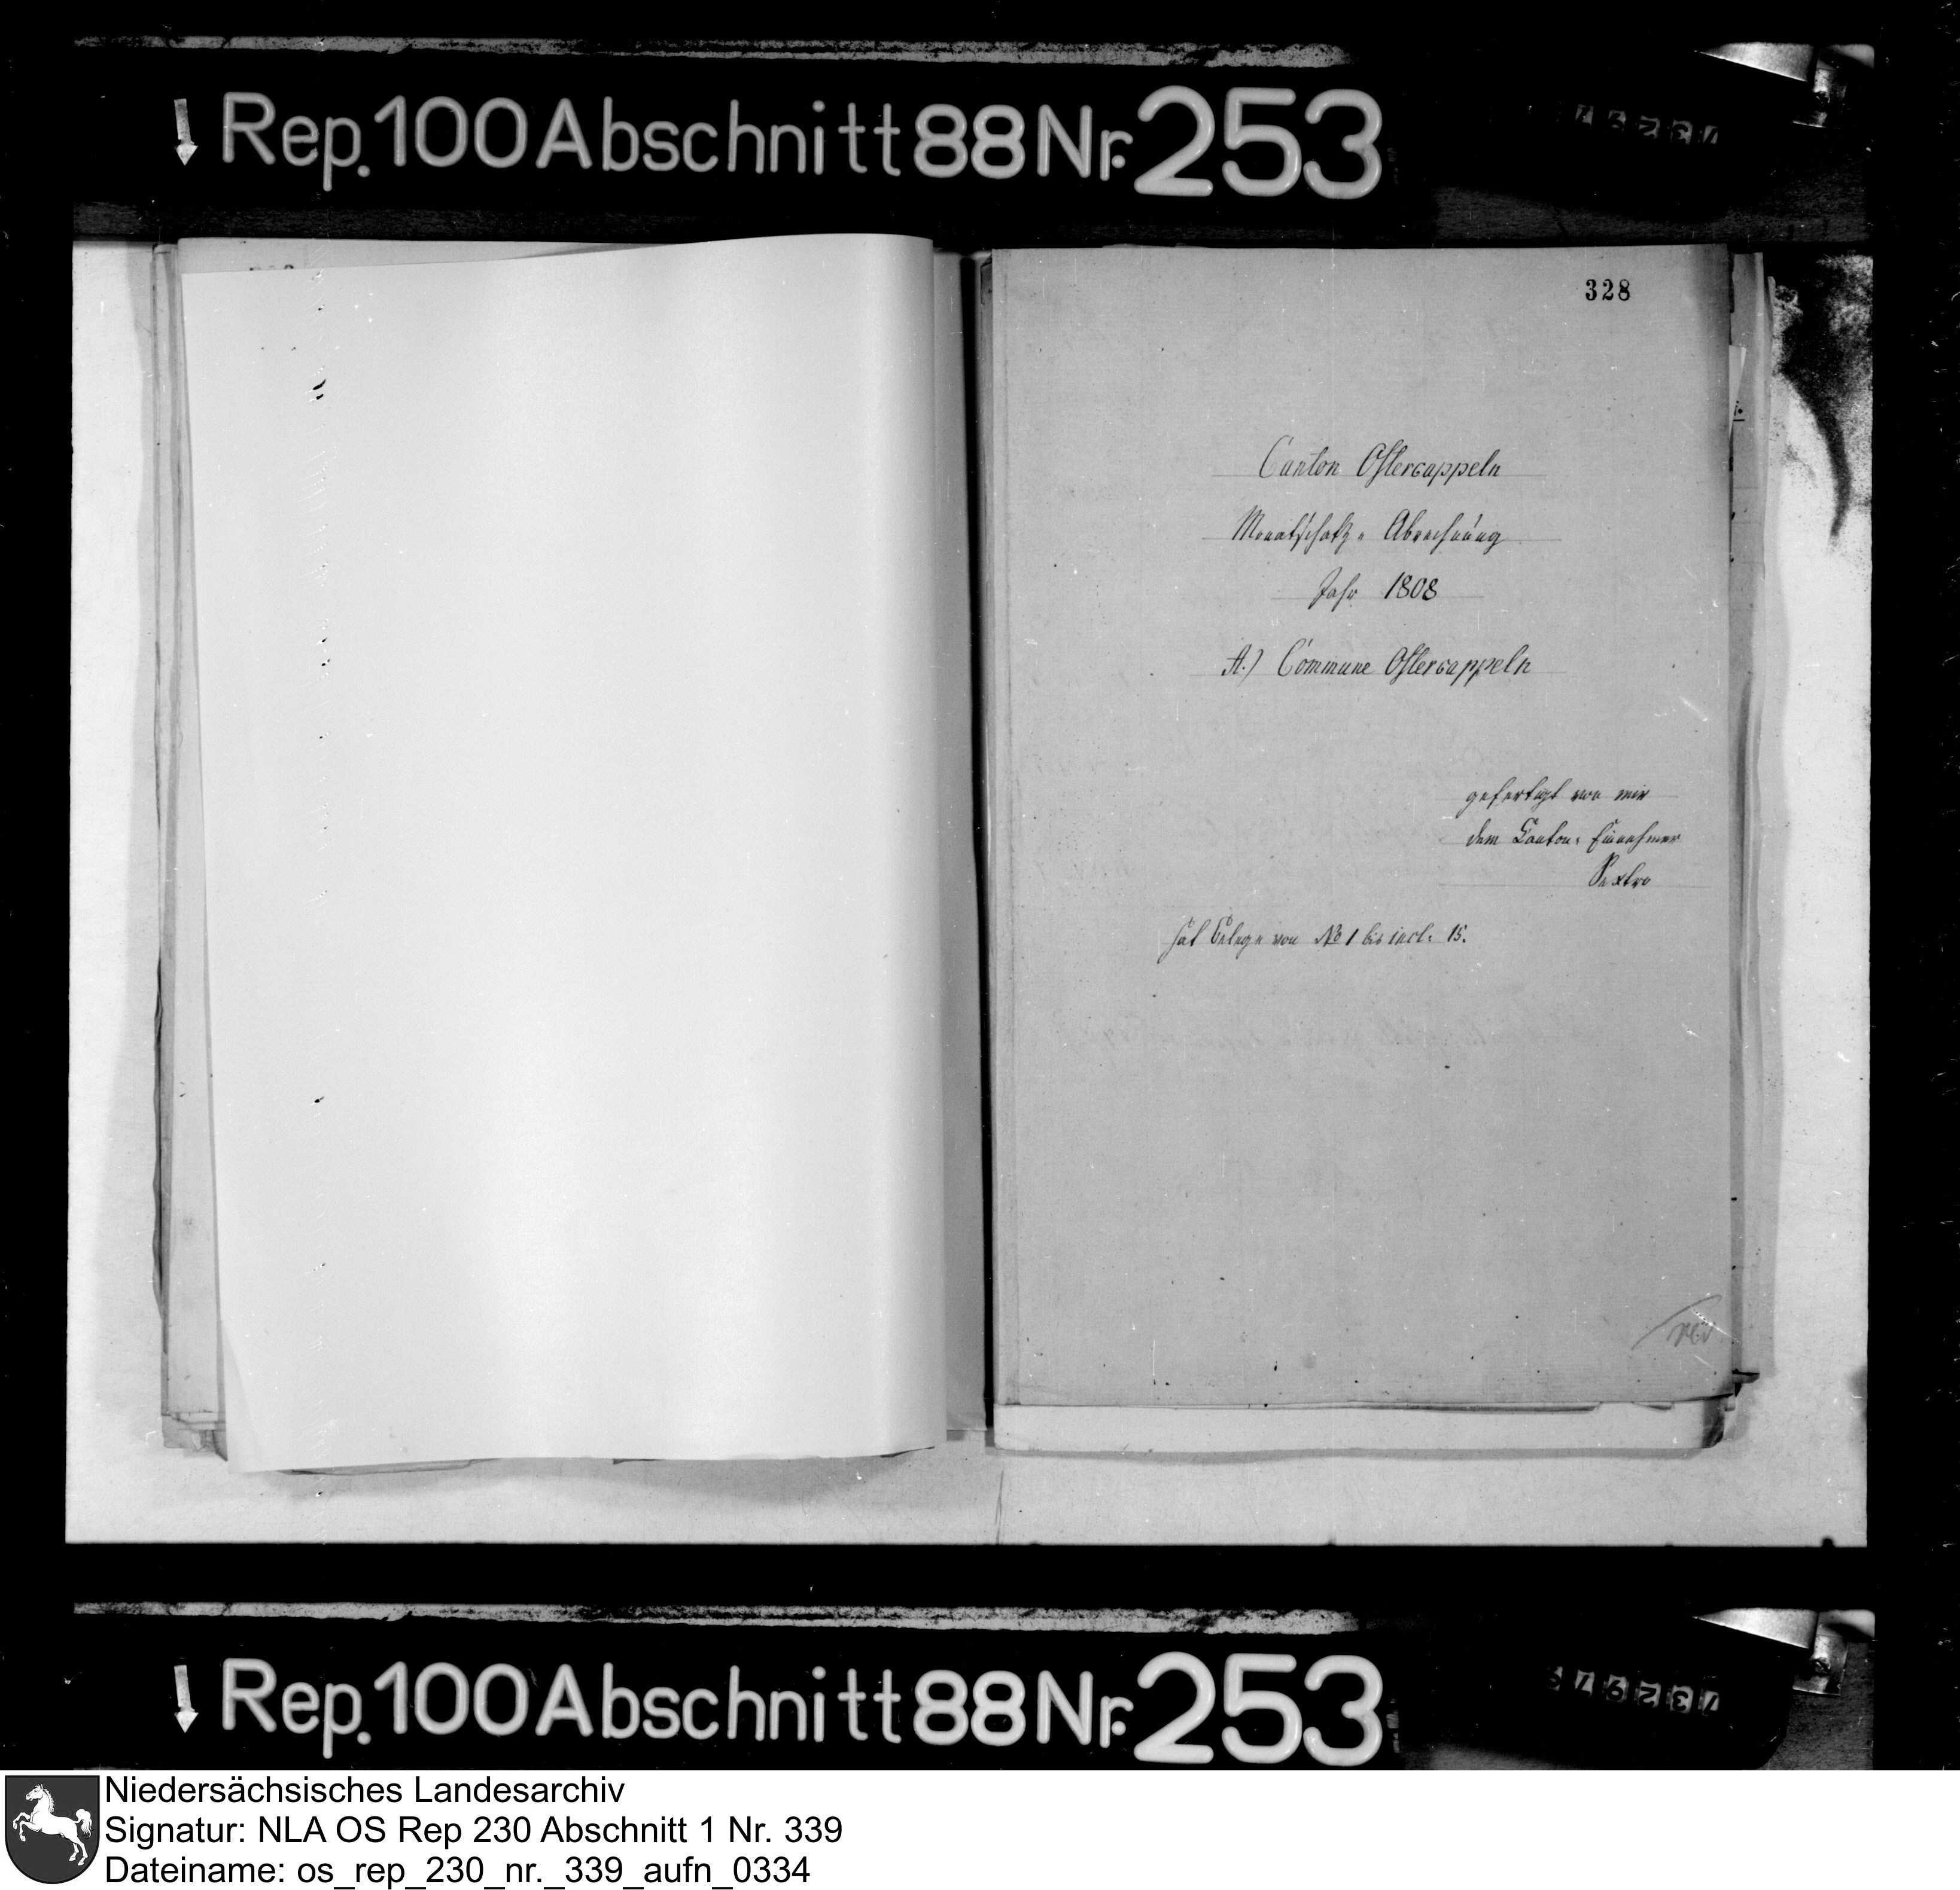 Rep. 100 Abschnitt 88 Nr. 253
328
Canton Ostercappeln
Monatschatz-Abrechnung
Jahr 1808
A.) Commune Ostercappeln
gefertigt von mir
dem Canton-Einnehmer
Sextro
hat Belege von No 1 bis incl. 15.
Rep. 100 Abschnitt 88 Nr. 253
Niedersächsisches Landesarchiv
Signatur: NLA OS Rep 230 Abschnitt 1 Nr. 339
Dateiname: os_rep_230_nr._339_aufn_0334